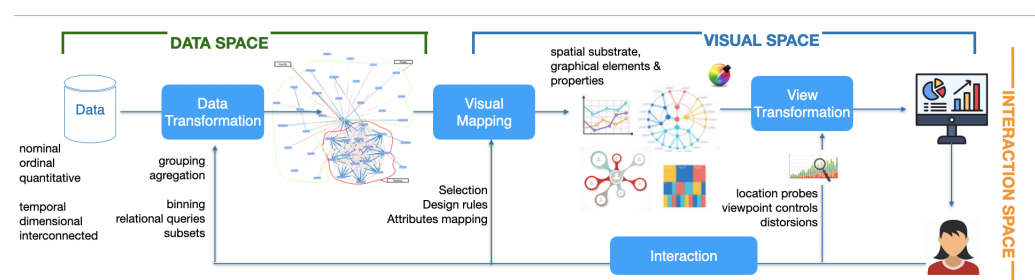 DATA SPACE
VISUAL SPACE
INTERACTION SPACE
Data
nominal
ordinal
quantitative
temporal
dimensional
interconnected
Data
Transformation
grouping
agregation
binning
relational queries
subsets
Visual
Mapping
Selection
Design rules
Attributes mapping
spatial substrate,
graphical elements &
properties
View
Transformation
location probes
viewpoint controls
distorsions
Interaction